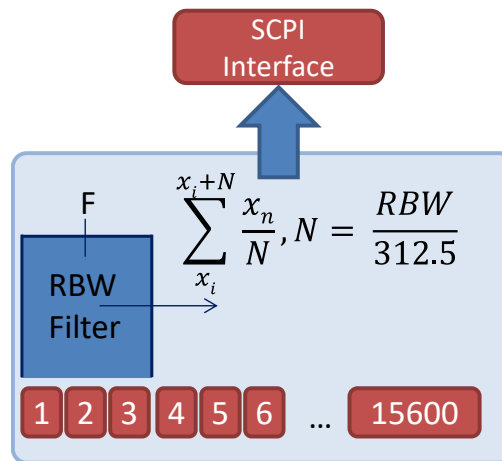 SCPI
Interface
F
RBW
Filter
x_i+N
∑ x_n/N, N = RBW/312.5
x_i
1 2 3 4 5 6 ... 15600